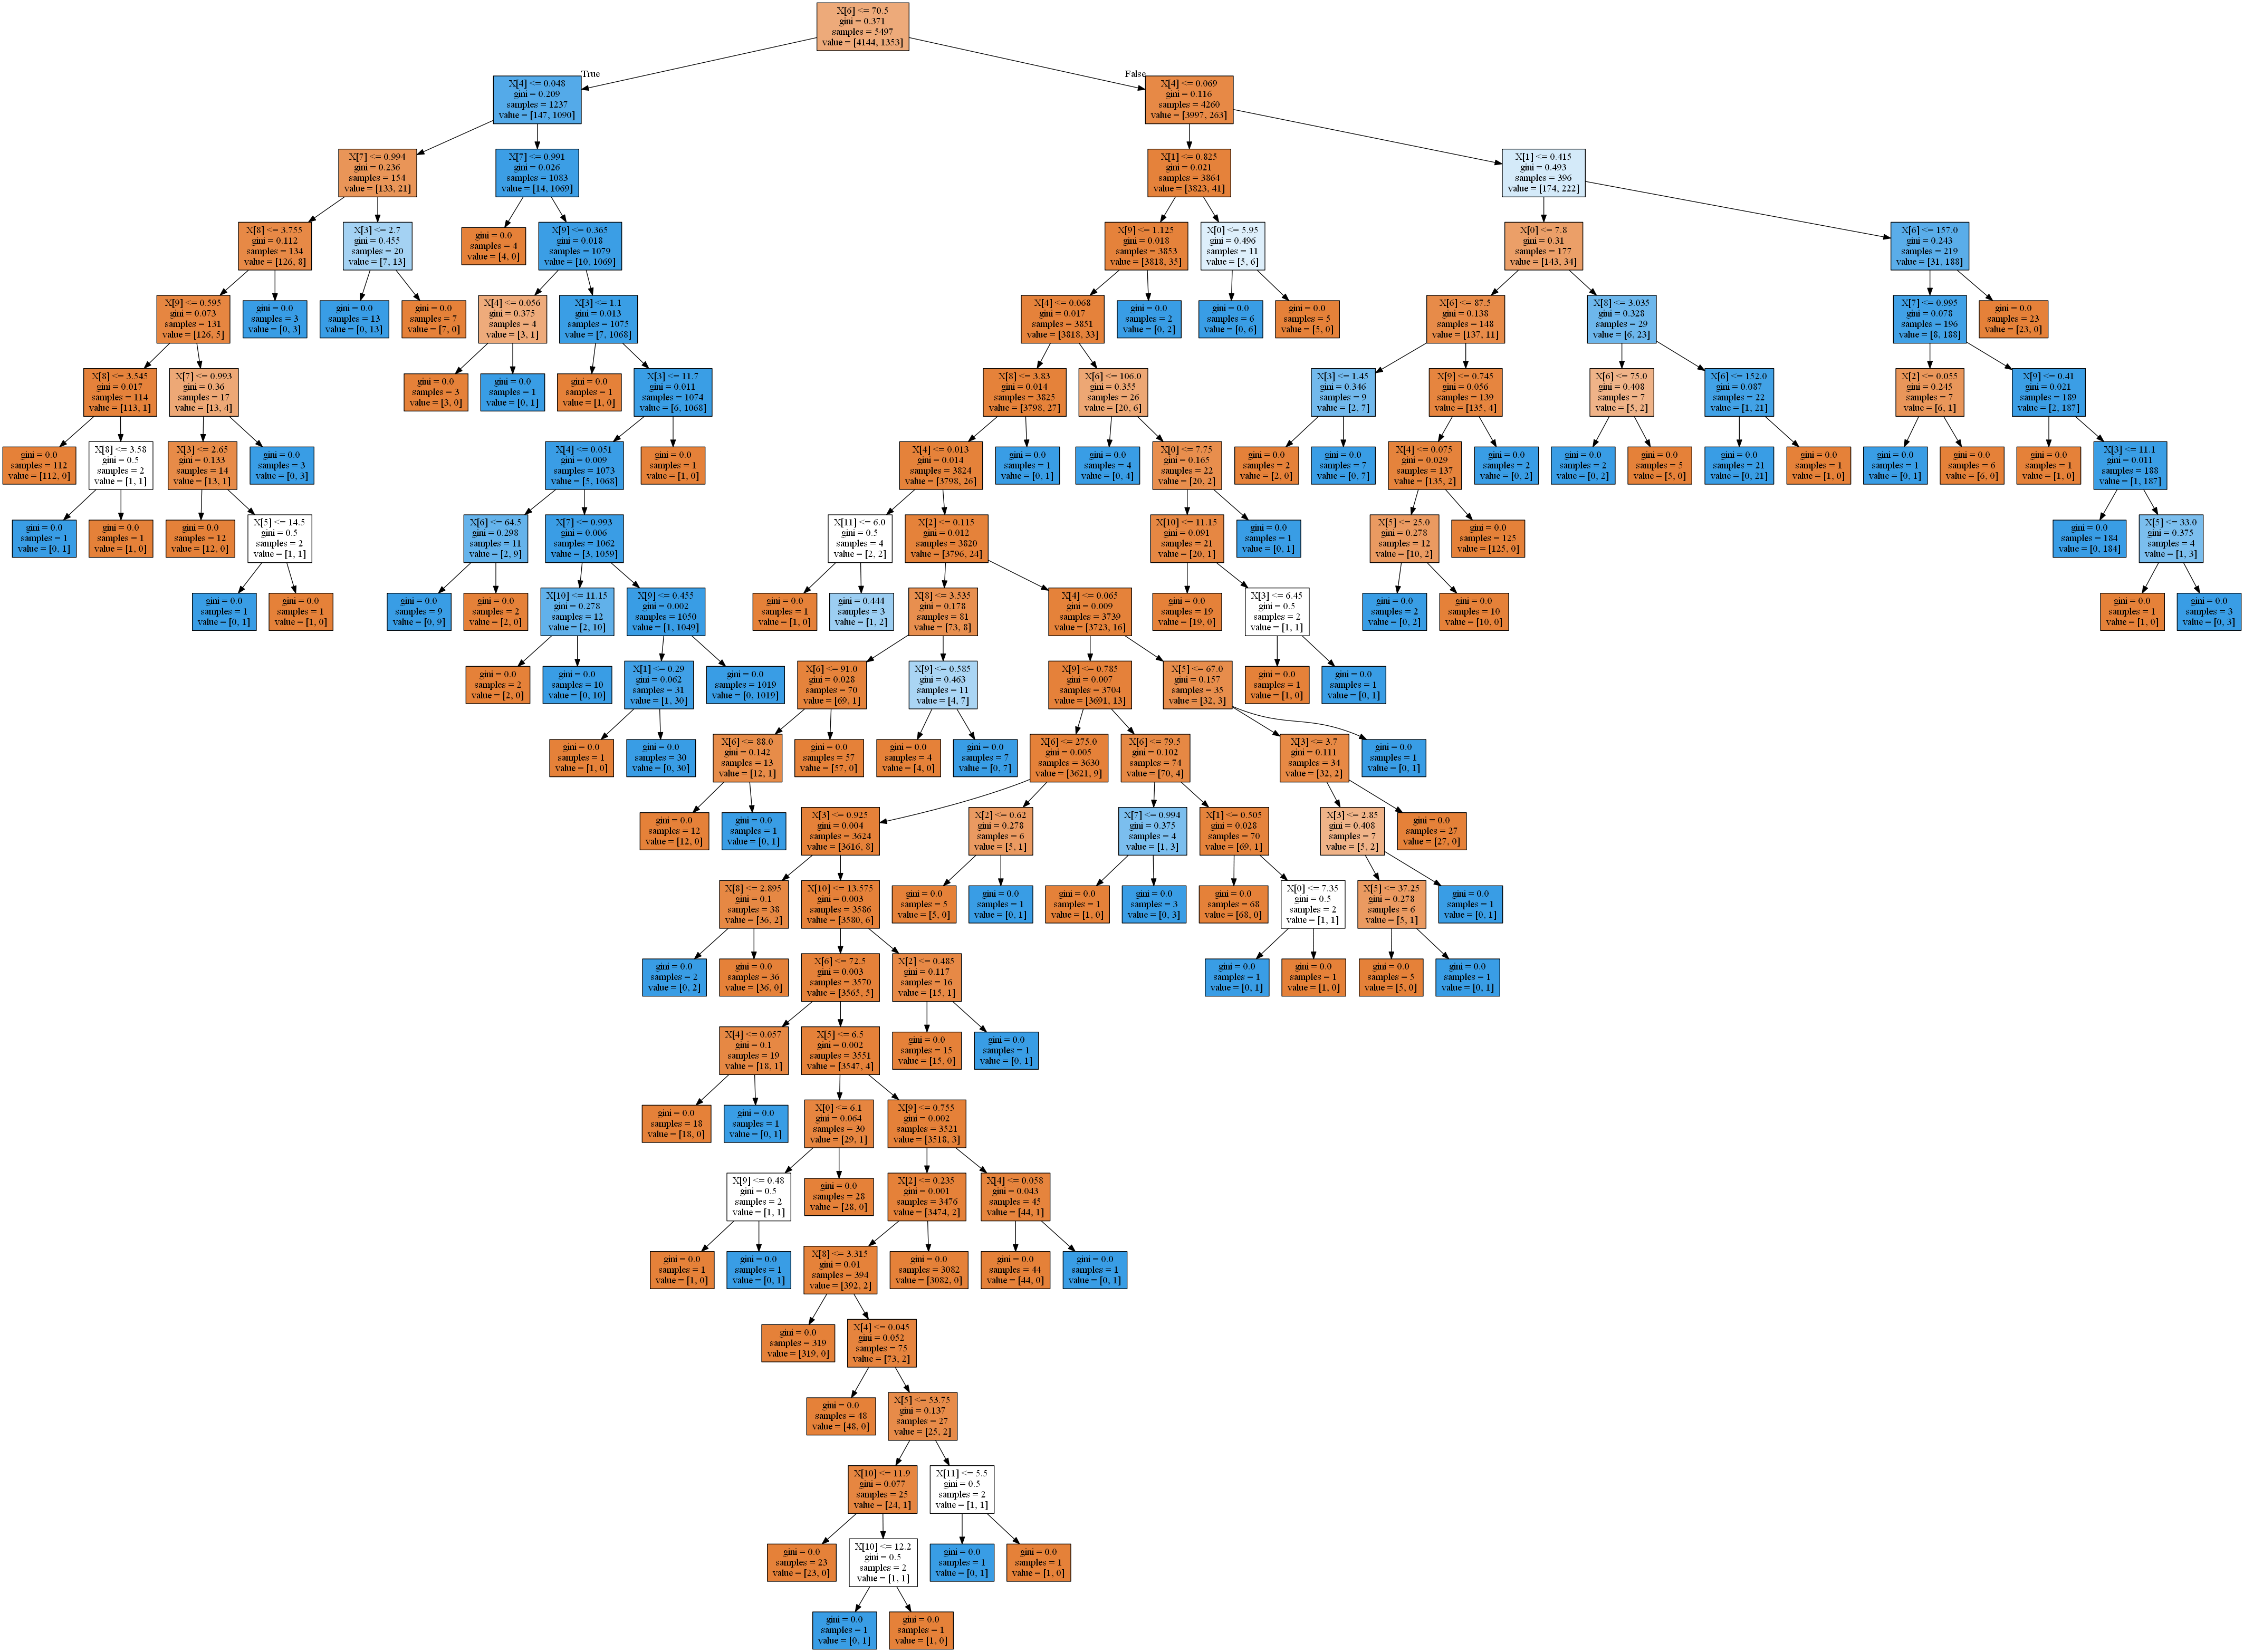 X[6] <= 70.5
gini = 0.371
samples = 5497
value = [4144, 1353]
True
False
X[4] <= 0.048
gini = 0.209
samples = 1237
value = [147, 1090]
X[4] <= 0.069
gini = 0.116
samples = 4260
value = [3997, 263]
X[7] <= 0.994
gini = 0.236
samples = 154
value = [133, 21]
X[7] <= 0.991
gini = 0.026
samples = 1083
value = [14, 1069]
X[1] <= 0.825
gini = 0.021
samples = 3864
value = [3823, 41]
X[1] <= 0.415
gini = 0.493
samples = 396
value = [174, 222]
X[8] <= 3.755
gini = 0.112
samples = 134
value = [126, 8]
X[3] <= 2.7
gini = 0.455
samples = 20
value = [7, 13]
gini = 0.0
samples = 4
value = [4, 0]
X[9] <= 0.365
gini = 0.018
samples = 1079
value = [10, 1069]
X[9] <= 1.125
gini = 0.018
samples = 3853
value = [3818, 35]
X[0] <= 5.95
gini = 0.496
samples = 11
value = [5, 6]
X[0] <= 7.8
gini = 0.31
samples = 177
value = [143, 34]
X[6] <= 157.0
gini = 0.243
samples = 219
value = [31, 188]
X[9] <= 0.595
gini = 0.073
samples = 131
value = [126, 5]
gini = 0.0
samples = 3
value = [0, 3]
gini = 0.0
samples = 13
value = [0, 13]
gini = 0.0
samples = 7
value = [7, 0]
X[4] <= 0.056
gini = 0.375
samples = 4
value = [3, 1]
X[3] <= 1.1
gini = 0.013
samples = 1075
value = [7, 1068]
X[4] <= 0.068
gini = 0.017
samples = 3851
value = [3818, 33]
gini = 0.0
samples = 2
value = [0, 2]
gini = 0.0
samples = 6
value = [0, 6]
gini = 0.0
samples = 5
value = [5, 0]
X[6] <= 87.5
gini = 0.138
samples = 148
value = [137, 11]
X[8] <= 3.035
gini = 0.328
samples = 29
value = [6, 23]
X[7] <= 0.995
gini = 0.078
samples = 196
value = [8, 188]
gini = 0.0
samples = 23
value = [23, 0]
X[8] <= 3.545
gini = 0.017
samples = 114
value = [113, 1]
X[7] <= 0.993
gini = 0.36
samples = 17
value = [13, 4]
gini = 0.0
samples = 3
value = [3, 0]
gini = 0.0
samples = 1
value = [0, 1]
gini = 0.0
samples = 1
value = [1, 0]
X[3] <= 11.7
gini = 0.011
samples = 1074
value = [6, 1068]
X[8] <= 3.83
gini = 0.014
samples = 3825
value = [3798, 27]
X[6] <= 106.0
gini = 0.355
samples = 26
value = [20, 6]
X[3] <= 1.45
gini = 0.346
samples = 9
value = [2, 7]
X[9] <= 0.745
gini = 0.056
samples = 139
value = [135, 4]
X[6] <= 75.0
gini = 0.408
samples = 7
value = [5, 2]
X[6] <= 152.0
gini = 0.087
samples = 22
value = [1, 21]
X[2] <= 0.055
gini = 0.245
samples = 7
value = [6, 1]
X[9] <= 0.41
gini = 0.021
samples = 189
value = [2, 187]
gini = 0.0
samples = 112
value = [112, 0]
X[8] <= 3.58
gini = 0.5
samples = 2
value = [1, 1]
X[3] <= 2.65
gini = 0.133
samples = 14
value = [13, 1]
gini = 0.0
samples = 3
value = [0, 3]
X[4] <= 0.051
gini = 0.009
samples = 1073
value = [5, 1068]
gini = 0.0
samples = 1
value = [1, 0]
X[4] <= 0.013
gini = 0.014
samples = 3824
value = [3798, 26]
gini = 0.0
samples = 1
value = [0, 1]
gini = 0.0
samples = 4
value = [0, 4]
X[0] <= 7.75
gini = 0.165
samples = 22
value = [20, 2]
gini = 0.0
samples = 2
value = [2, 0]
gini = 0.0
samples = 7
value = [0, 7]
X[4] <= 0.075
gini = 0.029
samples = 137
value = [135, 2]
gini = 0.0
samples = 2
value = [0, 2]
gini = 0.0
samples = 2
value = [0, 2]
gini = 0.0
samples = 5
value = [5, 0]
gini = 0.0
samples = 21
value = [0, 21]
gini = 0.0
samples = 1
value = [1, 0]
gini = 0.0
samples = 1
value = [0, 1]
gini = 0.0
samples = 6
value = [6, 0]
gini = 0.0
samples = 1
value = [1, 0]
X[3] <= 11.1
gini = 0.011
samples = 188
value = [1, 187]
gini = 0.0
samples = 1
value = [0, 1]
gini = 0.0
samples = 1
value = [1, 0]
gini = 0.0
samples = 12
value = [12, 0]
X[5] <= 14.5
gini = 0.5
samples = 2
value = [1, 1]
X[6] <= 64.5
gini = 0.298
samples = 11
value = [2, 9]
X[7] <= 0.993
gini = 0.006
samples = 1062
value = [3, 1059]
X[11] <= 6.0
gini = 0.5
samples = 4
value = [2, 2]
X[2] <= 0.115
gini = 0.012
samples = 3820
value = [3796, 24]
X[10] <= 11.15
gini = 0.091
samples = 21
value = [20, 1]
gini = 0.0
samples = 1
value = [0, 1]
X[5] <= 25.0
gini = 0.278
samples = 12
value = [10, 2]
gini = 0.0
samples = 125
value = [125, 0]
gini = 0.0
samples = 184
value = [0, 184]
X[5] <= 33.0
gini = 0.375
samples = 4
value = [1, 3]
gini = 0.0
samples = 1
value = [0, 1]
gini = 0.0
samples = 1
value = [1, 0]
gini = 0.0
samples = 9
value = [0, 9]
gini = 0.0
samples = 2
value = [2, 0]
X[10] <= 11.15
gini = 0.278
samples = 12
value = [2, 10]
X[9] <= 0.455
gini = 0.002
samples = 1050
value = [1, 1049]
gini = 0.0
samples = 1
value = [1, 0]
gini = 0.444
samples = 3
value = [1, 2]
X[8] <= 3.535
gini = 0.178
samples = 81
value = [73, 8]
X[4] <= 0.065
gini = 0.009
samples = 3739
value = [3723, 16]
gini = 0.0
samples = 19
value = [19, 0]
X[3] <= 6.45
gini = 0.5
samples = 2
value = [1, 1]
gini = 0.0
samples = 2
value = [0, 2]
gini = 0.0
samples = 10
value = [10, 0]
gini = 0.0
samples = 1
value = [1, 0]
gini = 0.0
samples = 3
value = [0, 3]
gini = 0.0
samples = 2
value = [2, 0]
gini = 0.0
samples = 10
value = [0, 10]
X[1] <= 0.29
gini = 0.062
samples = 31
value = [1, 30]
gini = 0.0
samples = 1019
value = [0, 1019]
X[6] <= 91.0
gini = 0.028
samples = 70
value = [69, 1]
X[9] <= 0.585
gini = 0.463
samples = 11
value = [4, 7]
X[9] <= 0.785
gini = 0.007
samples = 3704
value = [3691, 13]
X[5] <= 67.0
gini = 0.157
samples = 35
value = [32, 3]
gini = 0.0
samples = 1
value = [1, 0]
gini = 0.0
samples = 1
value = [0, 1]
gini = 0.0
samples = 1
value = [1, 0]
gini = 0.0
samples = 30
value = [0, 30]
X[6] <= 88.0
gini = 0.142
samples = 13
value = [12, 1]
gini = 0.0
samples = 57
value = [57, 0]
gini = 0.0
samples = 4
value = [4, 0]
gini = 0.0
samples = 7
value = [0, 7]
X[6] <= 275.0
gini = 0.005
samples = 3630
value = [3621, 9]
X[6] <= 79.5
gini = 0.102
samples = 74
value = [70, 4]
X[3] <= 3.7
gini = 0.111
samples = 34
value = [32, 2]
gini = 0.0
samples = 1
value = [0, 1]
gini = 0.0
samples = 12
value = [12, 0]
gini = 0.0
samples = 1
value = [0, 1]
X[3] <= 0.925
gini = 0.004
samples = 3624
value = [3616, 8]
X[2] <= 0.62
gini = 0.278
samples = 6
value = [5, 1]
X[7] <= 0.994
gini = 0.375
samples = 4
value = [1, 3]
X[1] <= 0.505
gini = 0.028
samples = 70
value = [69, 1]
X[3] <= 2.85
gini = 0.408
samples = 7
value = [5, 2]
gini = 0.0
samples = 27
value = [27, 0]
X[8] <= 2.895
gini = 0.1
samples = 38
value = [36, 2]
X[10] <= 13.575
gini = 0.003
samples = 3586
value = [3580, 6]
gini = 0.0
samples = 5
value = [5, 0]
gini = 0.0
samples = 1
value = [0, 1]
gini = 0.0
samples = 1
value = [1, 0]
gini = 0.0
samples = 3
value = [0, 3]
gini = 0.0
samples = 68
value = [68, 0]
X[0] <= 7.35
gini = 0.5
samples = 2
value = [1, 1]
X[5] <= 37.25
gini = 0.278
samples = 6
value = [5, 1]
gini = 0.0
samples = 1
value = [0, 1]
gini = 0.0
samples = 2
value = [0, 2]
gini = 0.0
samples = 36
value = [36, 0]
X[6] <= 72.5
gini = 0.003
samples = 3570
value = [3565, 5]
X[2] <= 0.485
gini = 0.117
samples = 16
value = [15, 1]
gini = 0.0
samples = 1
value = [0, 1]
gini = 0.0
samples = 1
value = [1, 0]
gini = 0.0
samples = 5
value = [5, 0]
gini = 0.0
samples = 1
value = [0, 1]
X[4] <= 0.057
gini = 0.1
samples = 19
value = [18, 1]
X[5] <= 6.5
gini = 0.002
samples = 3551
value = [3547, 4]
gini = 0.0
samples = 15
value = [15, 0]
gini = 0.0
samples = 1
value = [0, 1]
gini = 0.0
samples = 18
value = [18, 0]
gini = 0.0
samples = 1
value = [0, 1]
X[0] <= 6.1
gini = 0.064
samples = 30
value = [29, 1]
X[9] <= 0.755
gini = 0.002
samples = 3521
value = [3518, 3]
X[9] <= 0.48
gini = 0.5
samples = 2
value = [1, 1]
gini = 0.0
samples = 28
value = [28, 0]
X[2] <= 0.235
gini = 0.001
samples = 3476
value = [3474, 2]
X[4] <= 0.058
gini = 0.043
samples = 45
value = [44, 1]
gini = 0.0
samples = 1
value = [1, 0]
gini = 0.0
samples = 1
value = [0, 1]
X[8] <= 3.315
gini = 0.01
samples = 394
value = [392, 2]
gini = 0.0
samples = 3082
value = [3082, 0]
gini = 0.0
samples = 44
value = [44, 0]
gini = 0.0
samples = 1
value = [0, 1]
gini = 0.0
samples = 319
value = [319, 0]
X[4] <= 0.045
gini = 0.052
samples = 75
value = [73, 2]
gini = 0.0
samples = 48
value = [48, 0]
X[5] <= 53.75
gini = 0.137
samples = 27
value = [25, 2]
X[10] <= 11.9
gini = 0.077
samples = 25
value = [24, 1]
X[11] <= 5.5
gini = 0.5
samples = 2
value = [1, 1]
gini = 0.0
samples = 23
value = [23, 0]
X[10] <= 12.2
gini = 0.5
samples = 2
value = [1, 1]
gini = 0.0
samples = 1
value = [0, 1]
gini = 0.0
samples = 1
value = [1, 0]
gini = 0.0
samples = 1
value = [0, 1]
gini = 0.0
samples = 1
value = [1, 0]